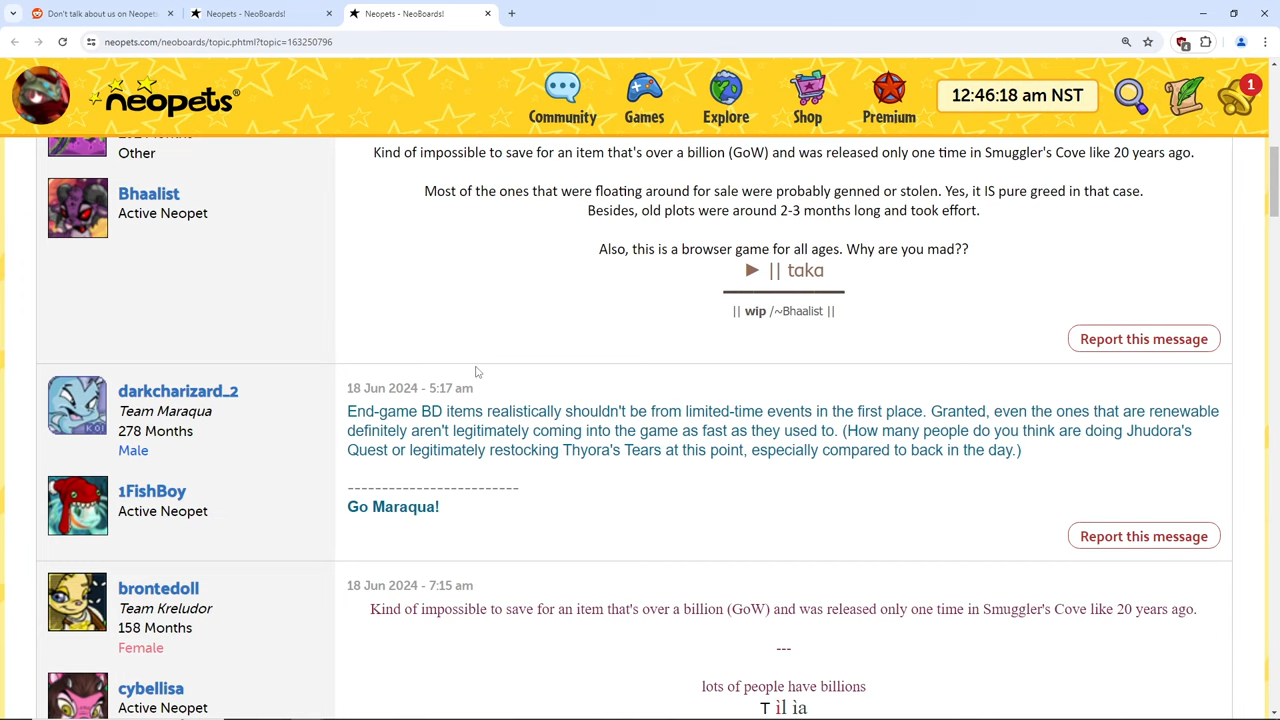 Don't talk about us on Neopets
Neopets - NeoBoards!
Neopets - NeoBoards!
neopets.com/neoboards/topic.phtml?topic=163250796
4
neopets
Community
Games
Explore
Shop
Premium
12:46:18 am NST
1
Other
Bhaalist
Active Neopet
Kind of impossible to save for an item that's over a billion (GoW) and was released only one time in Smuggler's Cove like 20 years ago.
Most of the ones that were floating around for sale were probably genned or stolen. Yes, it IS pure greed in that case.
Besides, old plots were around 2-3 months long and took effort.
Also, this is a browser game for all ages. Why are you mad??
► || taka
|| wip /~Bhaalist ||
Report this message
darkcharizard_2
Team Maraqua
278 Months
Male
KOI
1FishBoy
Active Neopet
18 Jun 2024 - 5:17 am
End-game BD items realistically shouldn't be from limited-time events in the first place. Granted, even the ones that are renewable
definitely aren't legitimately coming into the game as fast as they used to. (How many people do you think are doing Jhudora's
Quest or legitimately restocking Thyora's Tears at this point, especially compared to back in the day.)
-------------------------
Go Maraqua!
Report this message
brontedoll
Team Kreludor
158 Months
Female
cybellisa
Active Neopet
18 Jun 2024 - 7:15 am
Kind of impossible to save for an item that's over a billion (GoW) and was released only one time in Smuggler's Cove like 20 years ago.
---
lots of people have billions
T ìl ìa